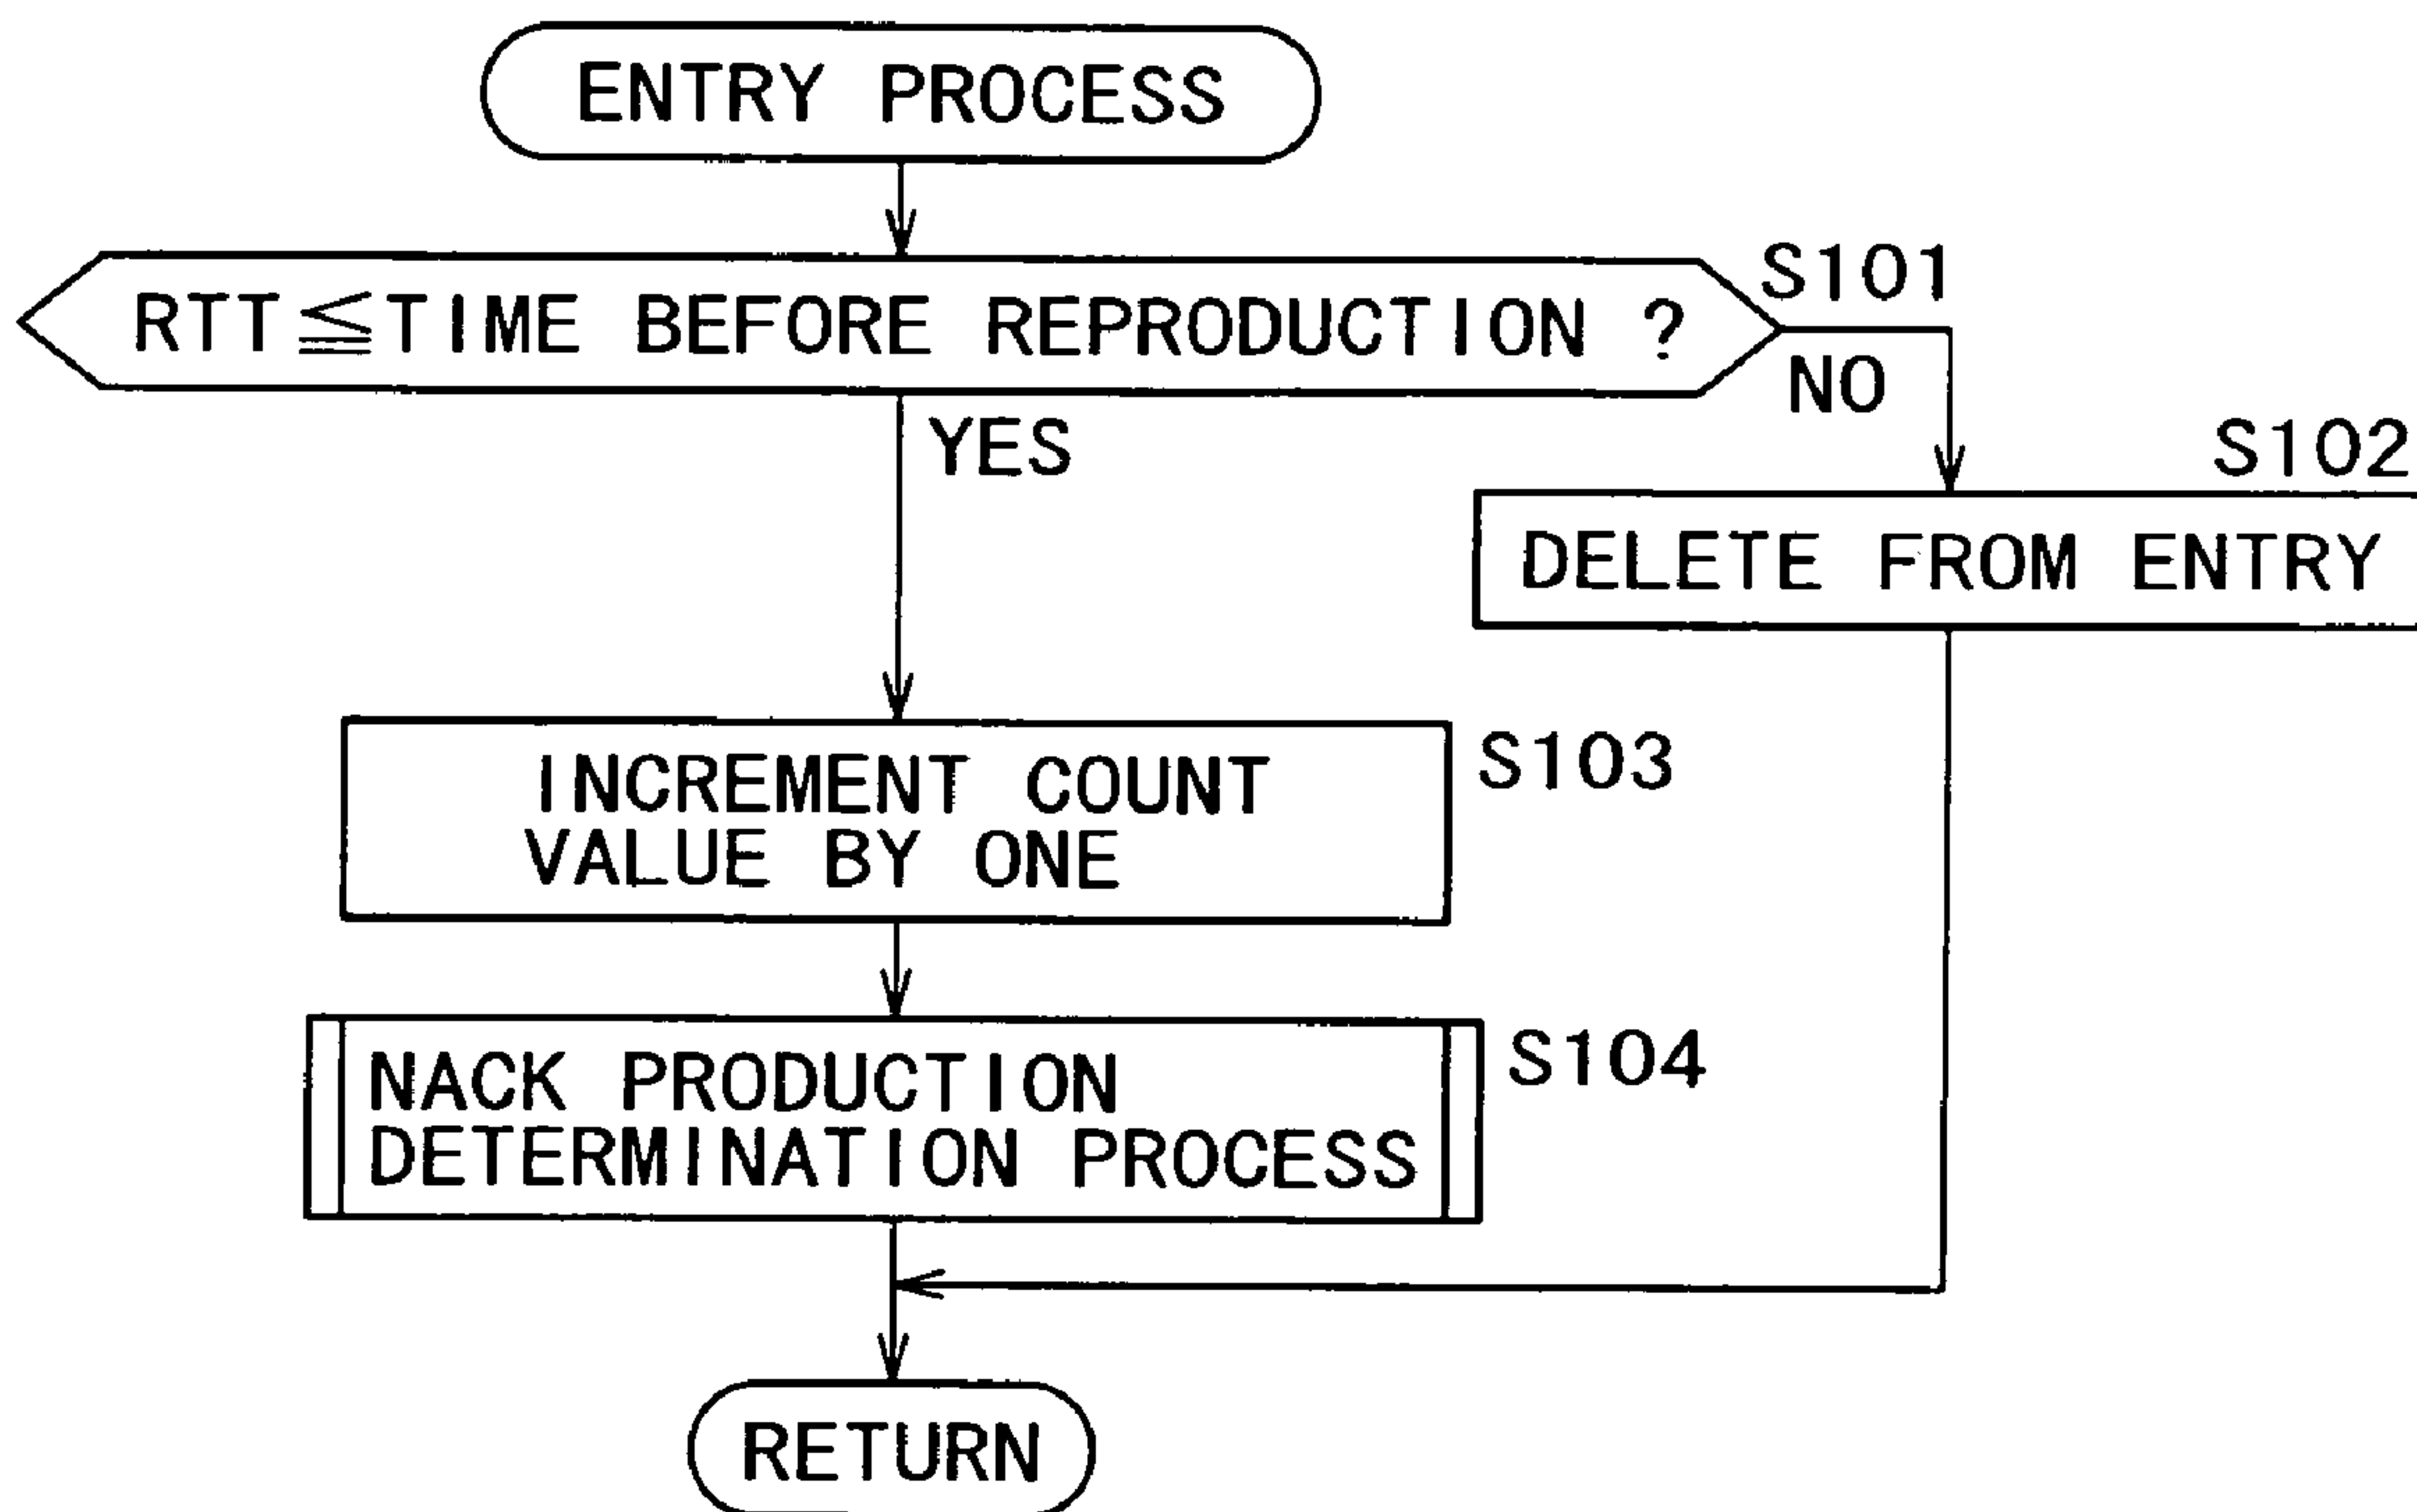 ENTRY PROCESS
RTT≦TIME BEFORE REPRODUCTION ?
S101
NO
YES
S102
DELETE FROM ENTRY
INCREMENT COUNT
VALUE BY ONE
S103
NACK PRODUCTION
DETERMINATION PROCESS
S104
RETURN